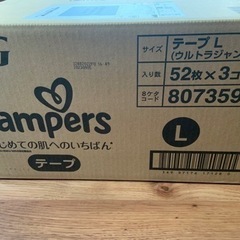 G
サイズ
テープ L
(ウルトラジャン
入り数
52枚×3コ
8ケタ
コード
807359
ampers
じめての肌へのいちばん
テープ
L